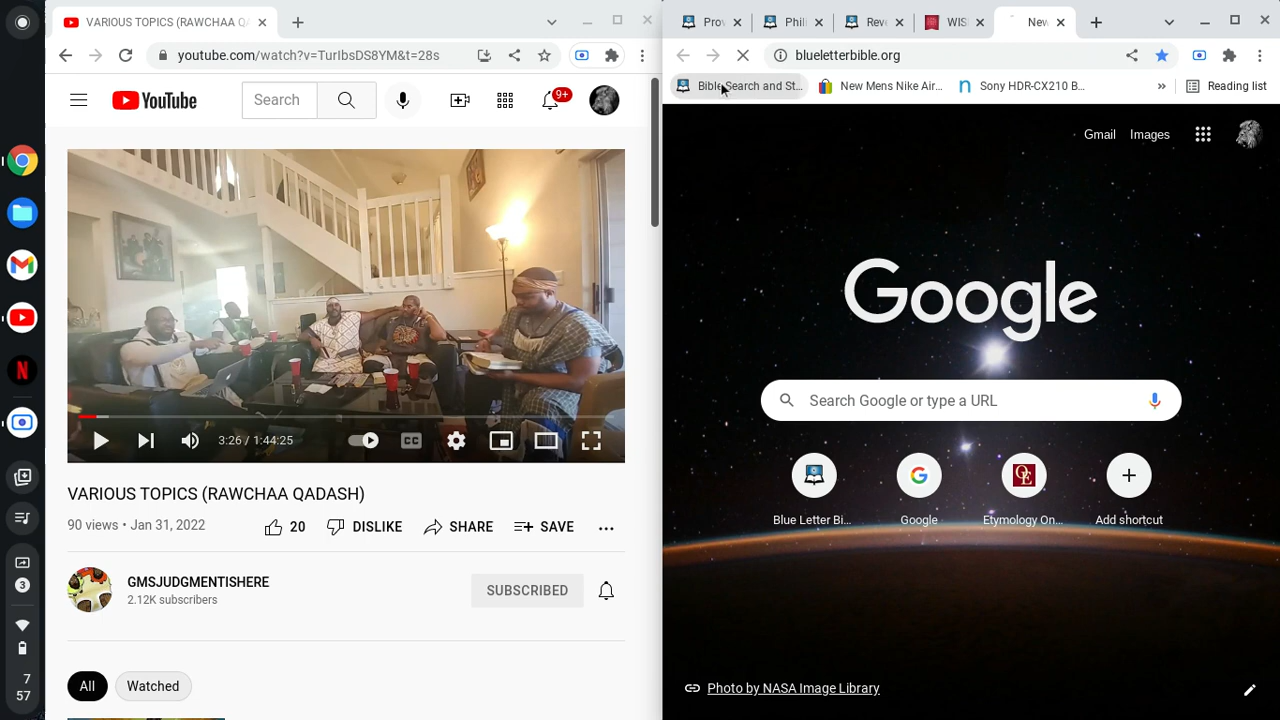 VARIOUS TOPICS (RAWCHAA QA
youtube.com/watch?v=TurIbsDS8YM&t=28s
YouTube
Search
9+
3:26 / 1:44:25
CC
VARIOUS TOPICS (RAWCHAA QADASH)
90 views • Jan 31, 2022
20
DISLIKE
SHARE
SAVE
GMSJUDGMENTISHERE
2.12K subscribers
SUBSCRIBED
All
Watched
N
3
7
57
Prov
Phili
Reve
WIS
New
blueletterbible.org
Bible Search and St...
New Mens Nike Air...
Sony HDR-CX210 B...
»
Reading list
Gmail
Images
Google
Search Google or type a URL
Blue Letter Bi...
Google
Etymology On...
Add shortcut
Photo by NASA Image Library